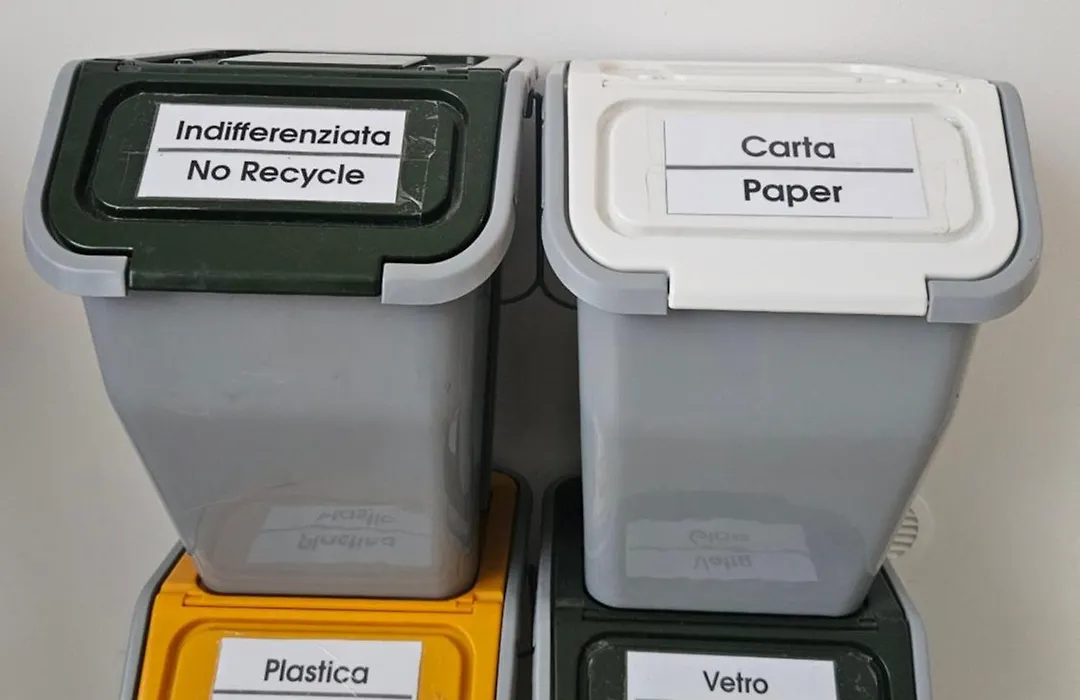 Indifferenziata
No Recycle
Carta
Paper
Plastica
Vetro